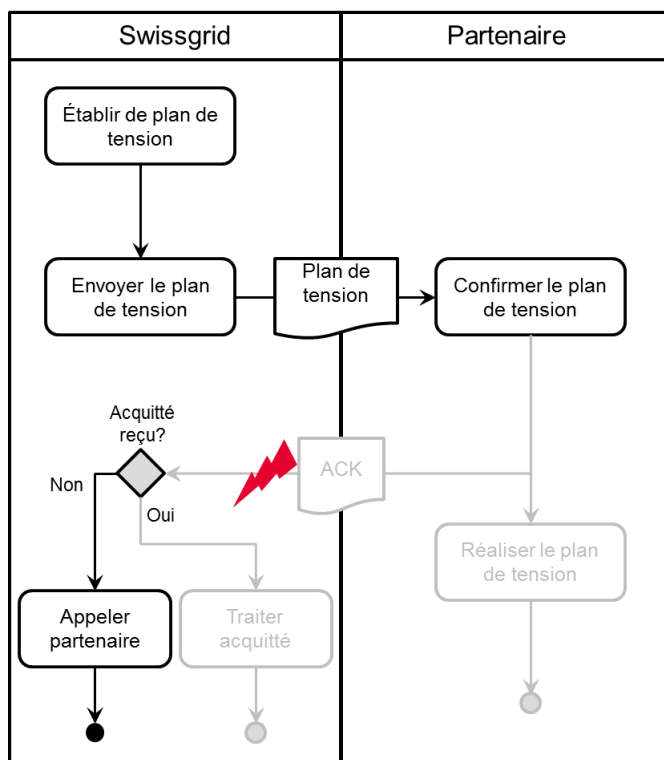 Swissgrid
Partenaire
Établir de plan de
tension
Envoyer le plan
de tension
Plan de
tension
Confirmer le plan
de tension
Acquitté
reçu?
ACK
Non
Oui
Réaliser le plan
de tension
Appeler
partenaire
Traiter
acquitté